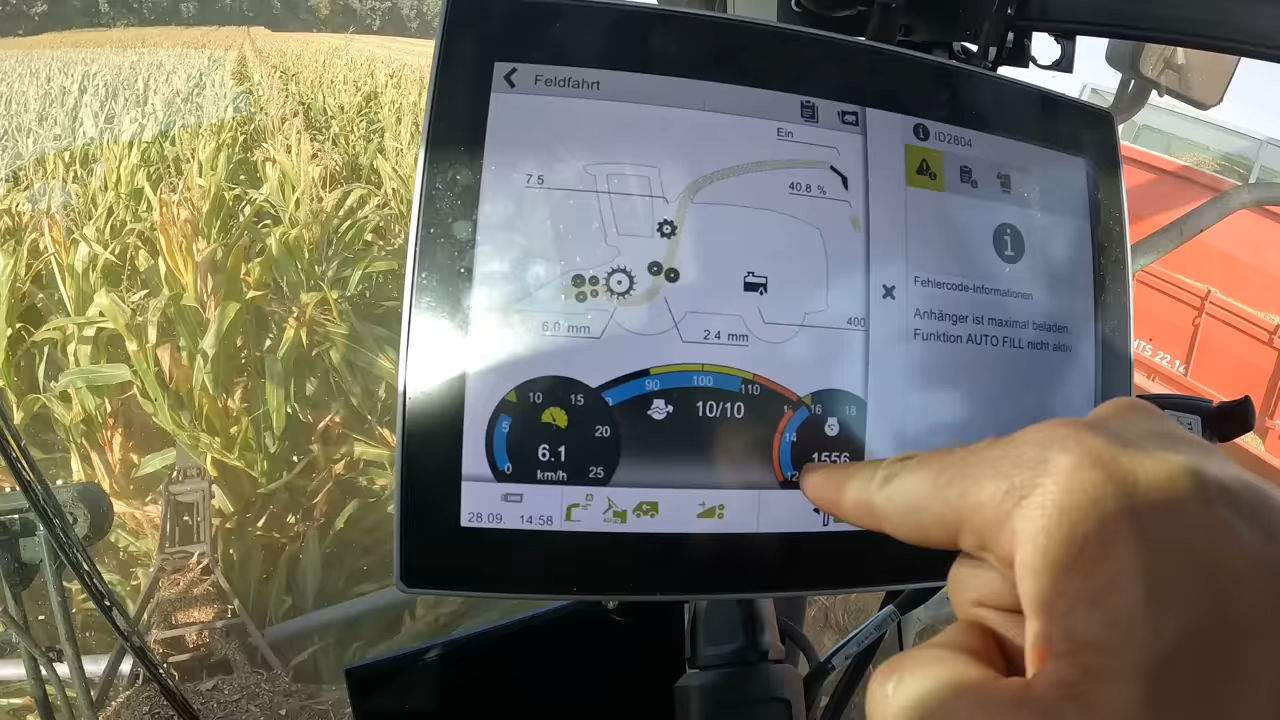 Feldfahrt
Ein
7.5
40.8 %
6.0 mm
2.4 mm
400
90 100 110
10/10
5 10 15 20 25 0
6.1
km/h
16 18
14
12
1556
28.09. 14:58
ID2804
Fehlercode-Informationen
Anhänger ist maximal beladen.
Funktion AUTO FILL nicht aktiv
HTS 22.14